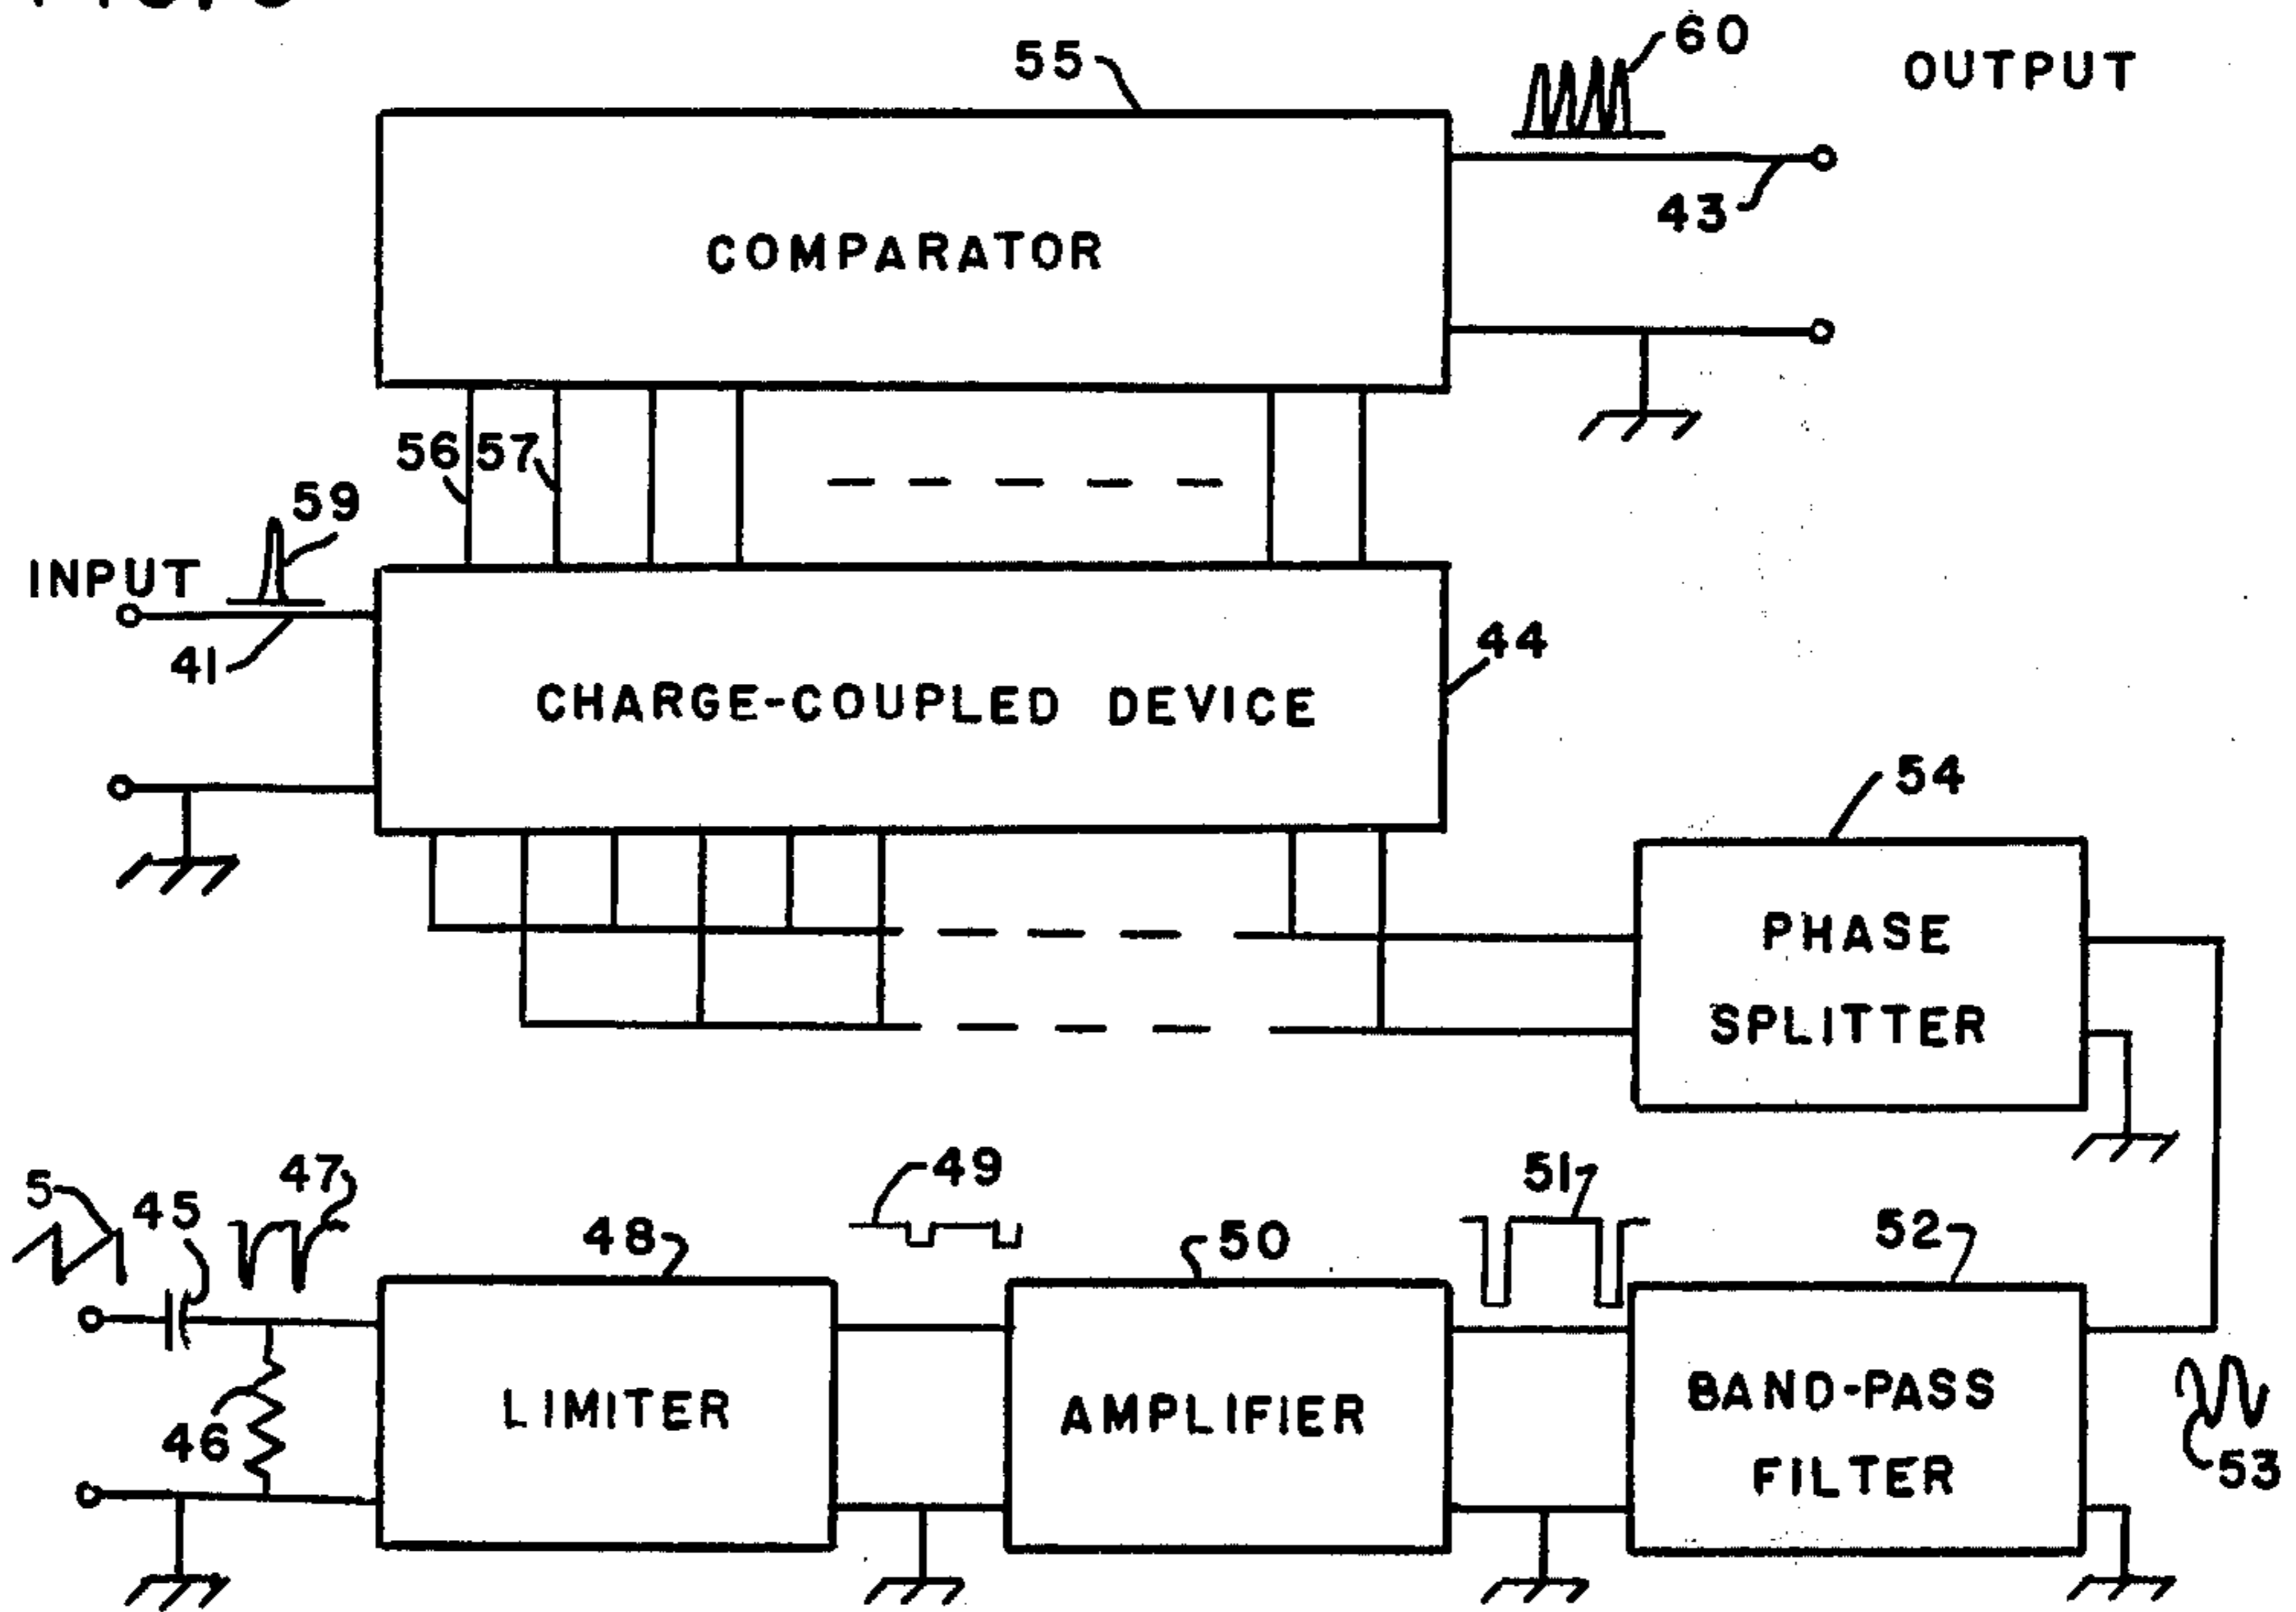 60
55
OUTPUT
43
COMPARATOR
56 57
59
INPUT
41
44
CHARGE-COUPLED DEVICE
54
PHASE
SPLITTER
5
45
47
48
49
50
51
52
46
LIMITER
AMPLIFIER
BAND-PASS
FILTER
53